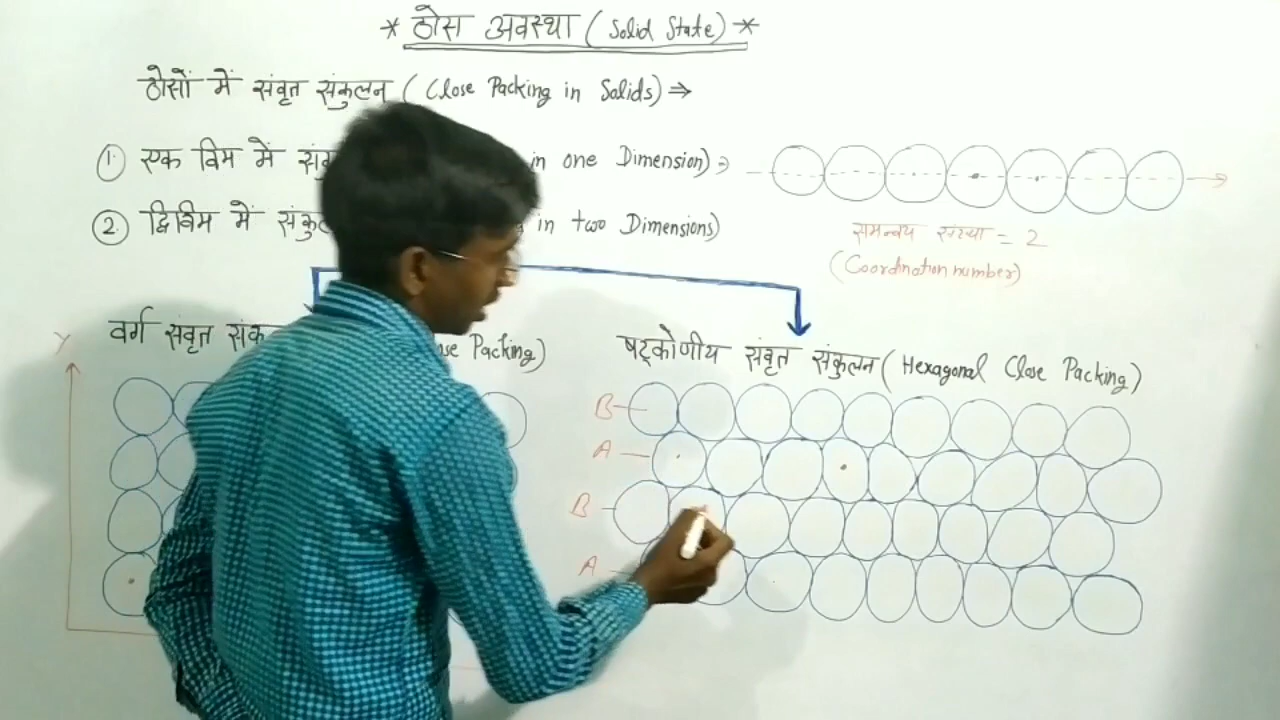 * ठोस अवस्था ( Solid State) *
ठोसों में संवृत संकुलन ( Close Packing in Solids) ⇒
1. एक विम में in one Dimension) ⇒
2. द्विविम में in two Dimensions)
समन्वय संख्या = 2
(Coordination number)
वर्ग संवृत Packing)
षट्कोणीय संवृत संकुलन ( Hexagonal Close Packing)
Y
B
A
B
A